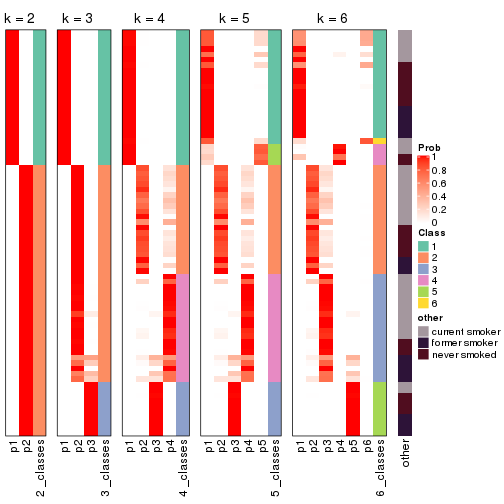 k = 2 k = 3 k = 4 k = 5 k = 6
Prob
1
0.8
0.6
0.4
0.2
0
Class
1
2
3
4
5
6
other
current smoker
former smoker
never smoked
p1 p2 2_classes p1 p2 p3 3_classes p1 p2 p3 p4 4_classes p1 p2 p3 p4 p5 5_classes p1 p2 p3 p4 p5 p6 6_classes other